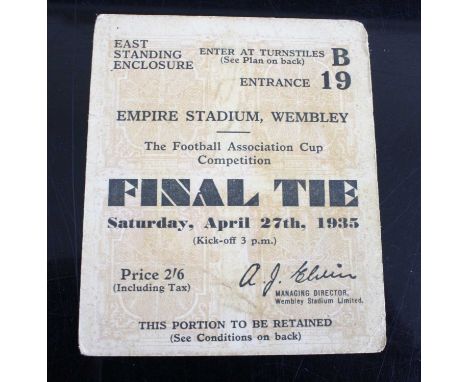 EAST
STANDING
ENCLOSURE
ENTER AT TURNSTILES B
(See Plan on back)
ENTRANCE 19
EMPIRE STADIUM, WEMBLEY
The Football Association Cup
Competition
FINAL TIE
Saturday, April 27th, 1935
(Kick-off 3 p.m.)
Price 2/6
(Including Tax)
A. J. Elvin
MANAGING DIRECTOR,
Wembley Stadium Limited.
THIS PORTION TO BE RETAINED
(See Conditions on back)